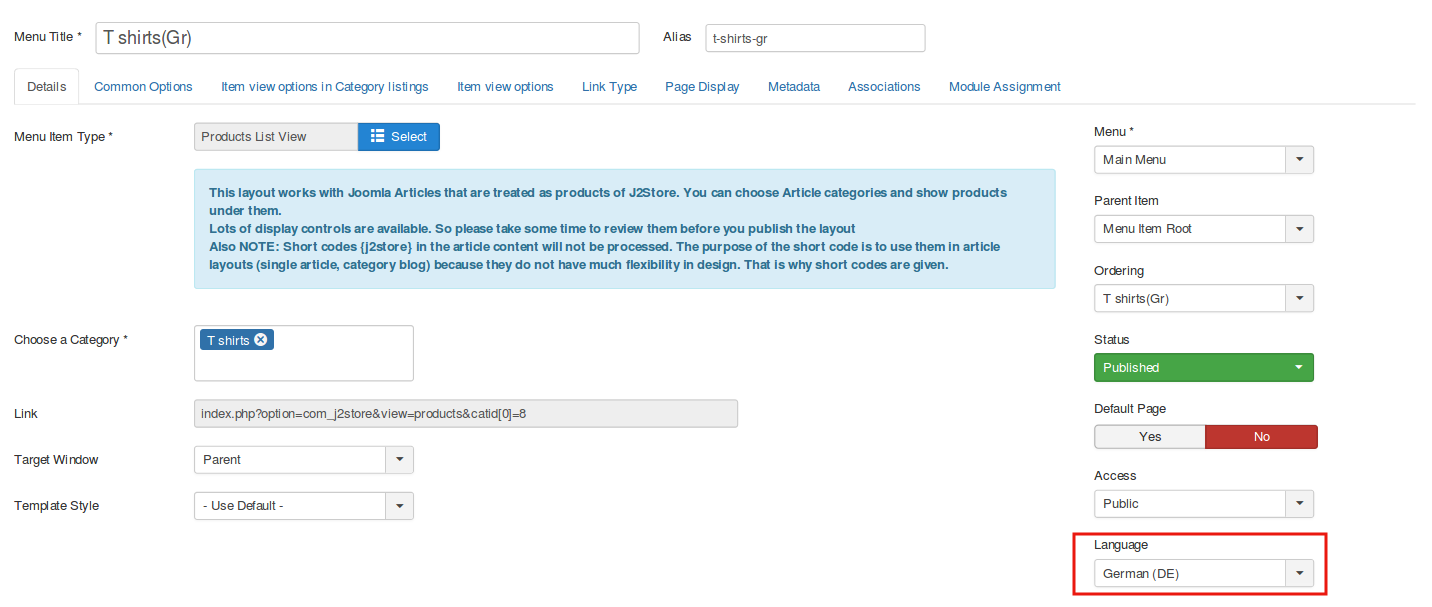 Menu Title * T shirts(Gr) Alias t-shirts-gr
Details Common Options Item view options in Category listings Item view options Link Type Page Display Metadata Associations Module Assignment
Menu Item Type * Products List View Select
This layout works with Joomla Articles that are treated as products of J2Store. You can choose Article categories and show products
under them.
Lots of display controls are available. So please take some time to review them before you publish the layout
Also NOTE: Short codes {j2store} in the article content will not be processed. The purpose of the short code is to use them in article
layouts (single article, category blog) because they do not have much flexibility in design. That is why short codes are given.
Choose a Category * T shirts
Link index.php?option=com_j2store&view=products&catid[0]=8
Target Window Parent
Template Style - Use Default -
Menu *
Main Menu
Parent Item
Menu Item Root
Ordering
T shirts(Gr)
Status
Published
Default Page
Yes No
Access
Public
Language
German (DE)